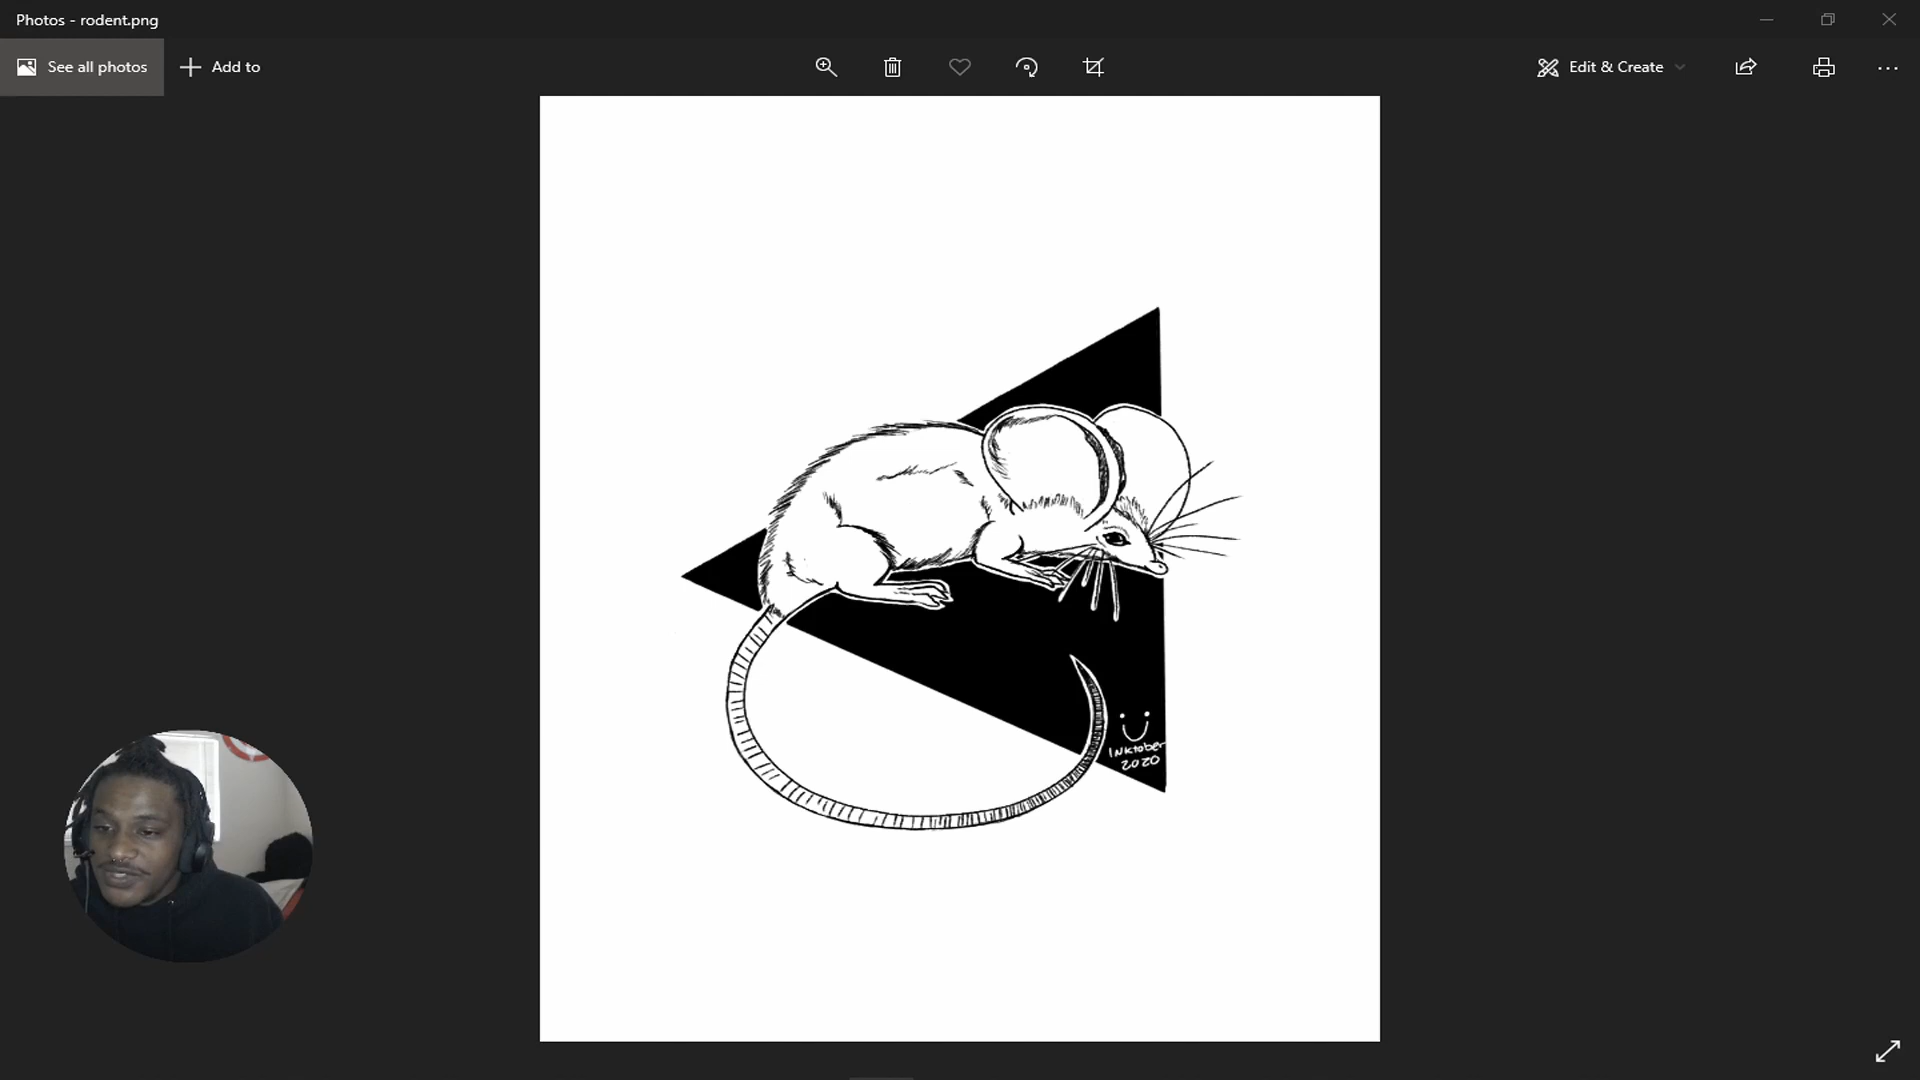 Photos - rodent.png
See all photos
Add to
Edit & Create
INKtober
2020